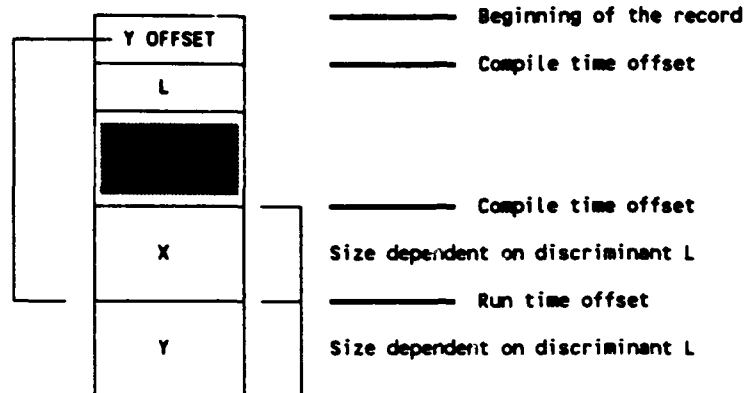 Beginning of the record
Y OFFSET
Compile time offset
L
Compile time offset
X
Size dependent on discriminant L
Run time offset
Y
Size dependent on discriminant L